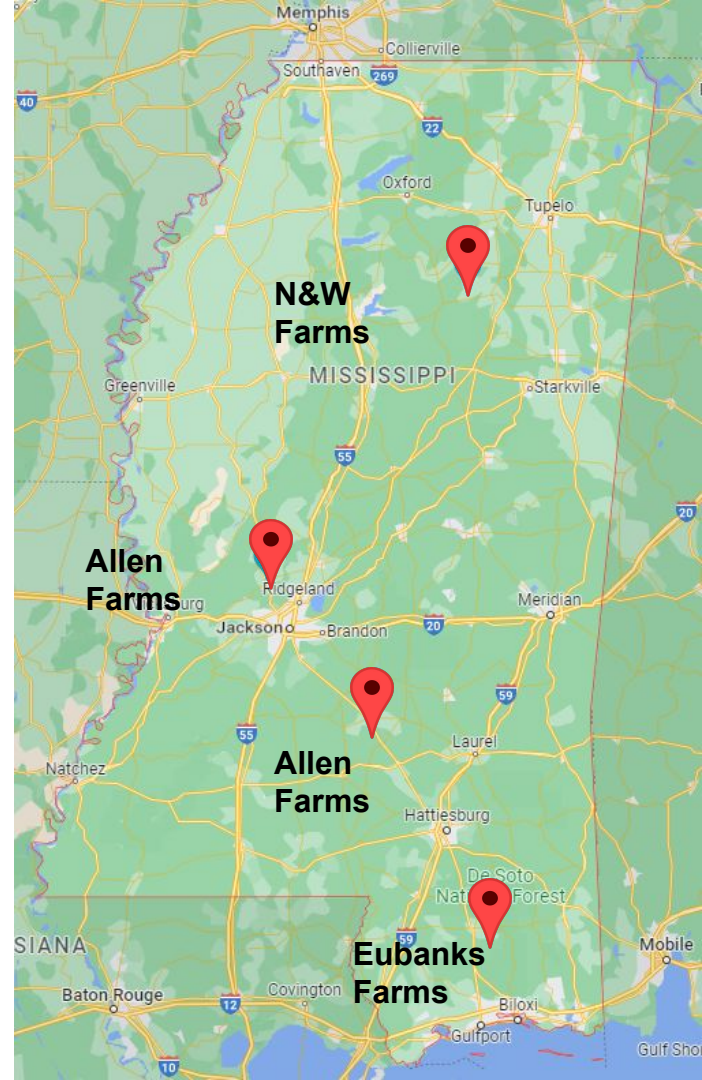 Memphis
Collierville
Southaven
269
40
22
Oxford
Tupelo
N&W
Farms
MISSISSIPPI
Greenville
Starkville
55
20
Allen
Farms
Ridgeland
Meridian
Jackson
Brandon
20
59
55
Laurel
Allen
Farms
Natchez
Hattiesburg
De Soto
Forest
59
SIANA
Eubanks
Farms
Mobile
Baton Rouge
12
Covington
Biloxi
Gulfport
Gulf Sho
10